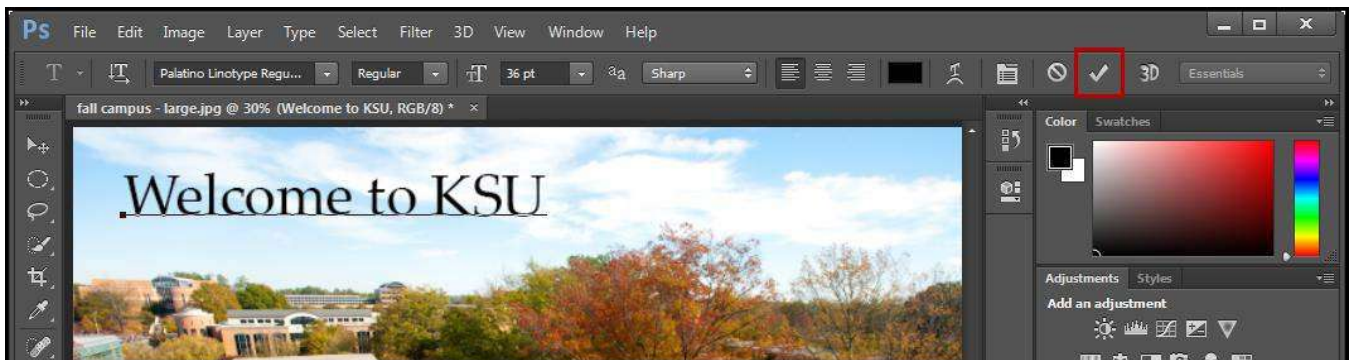 Ps File Edit Image Layer Type Select Filter 3D View Window Help
T Palatino Linotype Regu... Regular 36 pt aa Sharp 3D Essentials
fall campus - large.jpg @ 30% (Welcome to KSU, RGB/8) * ×
Color Swatches
Welcome to KSU
Adjustments Styles
Add an adjustment